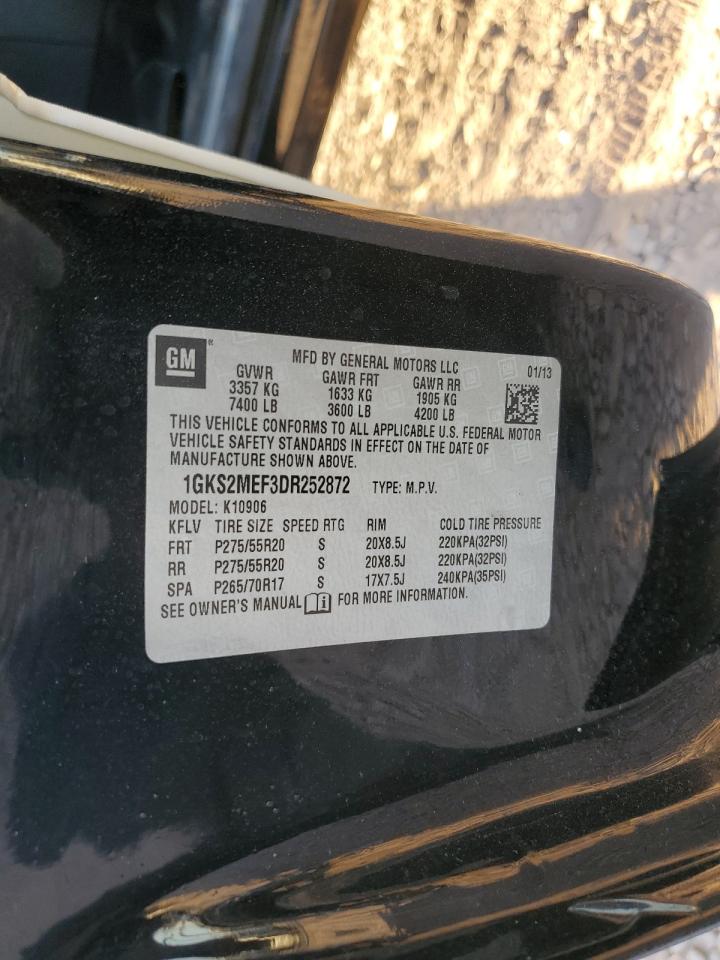 GM® MFD BY GENERAL MOTORS LLC 01/13
GVWR GAWR FRT GAWR RR
3357 KG 1633 KG 1905 KG
7400 LB 3600 LB 4200 LB
THIS VEHICLE CONFORMS TO ALL APPLICABLE U.S. FEDERAL MOTOR
VEHICLE SAFETY STANDARDS IN EFFECT ON THE DATE OF
MANUFACTURE SHOWN ABOVE.
1GKS2MEF3DR252872 TYPE: M.P.V.
MODEL: K10906
KFLV TIRE SIZE SPEED RTG RIM COLD TIRE PRESSURE
FRT P275/55R20 S 20X8.5J 220KPA(32PSI)
RR P275/55R20 S 20X8.5J 220KPA(32PSI)
SPA P265/70R17 S 17X7.5J 240KPA(35PSI)
SEE OWNER'S MANUAL FOR MORE INFORMATION.